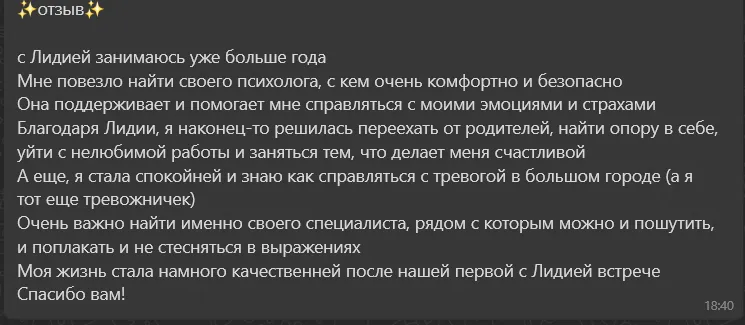 ✨отзыв✨
с Лидией занимаюсь уже больше года
Мне повезло найти своего психолога, с кем очень комфортно и безопасно
Она поддерживает и помогает мне справляться с моими эмоциями и страхами
Благодаря Лидии, я наконец-то решилась переехать от родителей, найти опору в себе,
уйти с нелюбимой работы и заняться тем, что делает меня счастливой
А еще, я стала спокойней и знаю как справляться с тревогой в большом городе (а я
тот еще тревожничек)
Очень важно найти именно своего специалиста, рядом с которым можно и пошутить,
и поплакать и не стесняться в выражениях
Моя жизнь стала намного качественней после нашей первой с Лидией встрече
Спасибо вам!
18:40